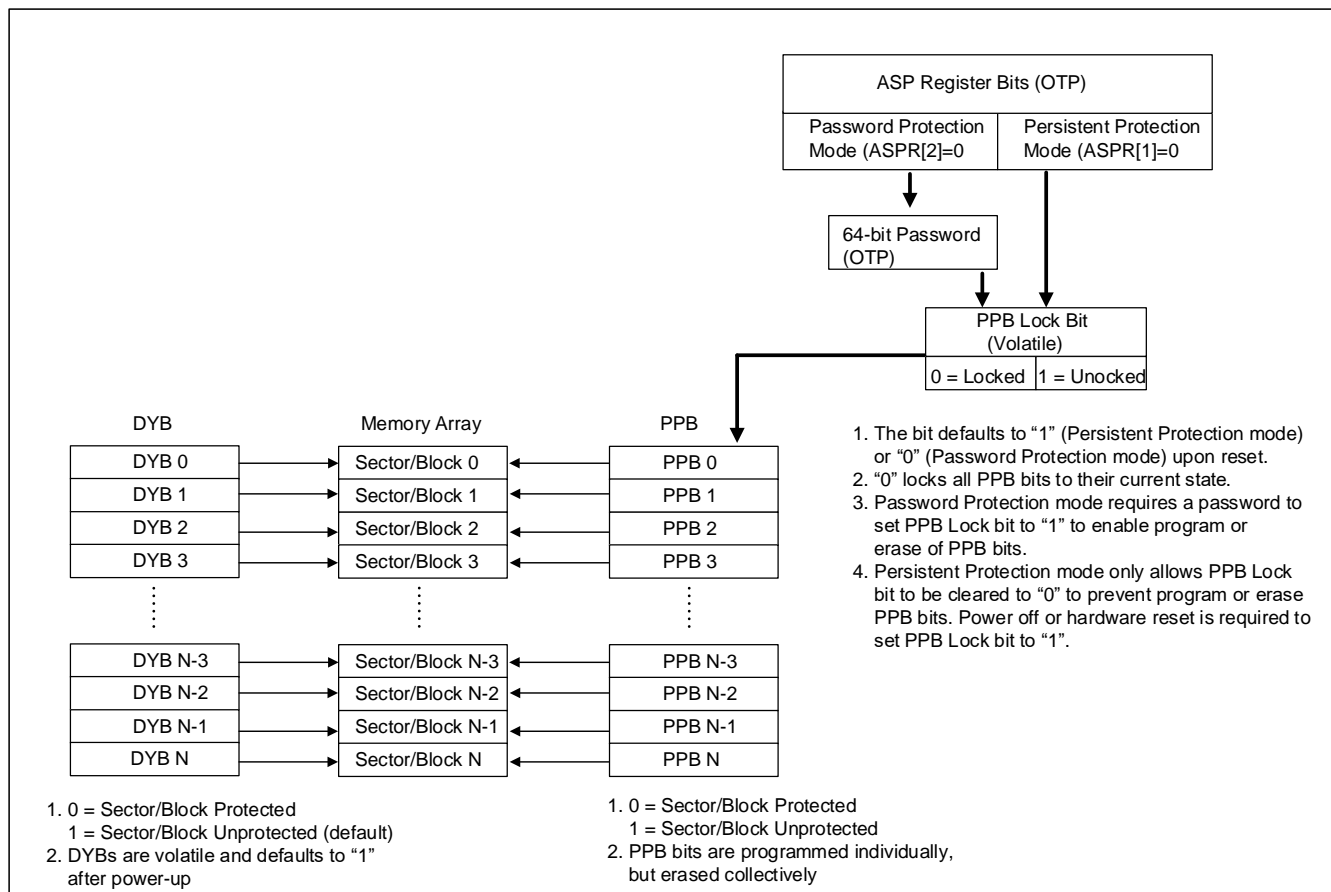 ASP Register Bits (OTP)
Password Protection
Mode (ASPR[2]=0
Persistent Protection
Mode (ASPR[1]=0
64-bit Password
(OTP)
PPB Lock Bit
(Volatile)
0 = Locked
1 = Unocked
1. The bit defaults to “1” (Persistent Protection mode)
or “0” (Password Protection mode) upon reset.
2. “0” locks all PPB bits to their current state.
3. Password Protection mode requires a password to
set PPB Lock bit to “1” to enable program or
erase of PPB bits.
4. Persistent Protection mode only allows PPB Lock
bit to be cleared to “0” to prevent program or erase
PPB bits. Power off or hardware reset is required to
set PPB Lock bit to “1”.
DYB
Memory Array
PPB
DYB 0
Sector/Block 0
PPB 0
DYB 1
Sector/Block 1
PPB 1
DYB 2
Sector/Block 2
PPB 2
DYB 3
Sector/Block 3
PPB 3
DYB N-3
Sector/Block N-3
PPB N-3
DYB N-2
Sector/Block N-2
PPB N-2
DYB N-1
Sector/Block N-1
PPB N-1
DYB N
Sector/Block N
PPB N
1. 0 = Sector/Block Protected
1 = Sector/Block Unprotected (default)
2. DYBs are volatile and defaults to “1”
after power-up
1. 0 = Sector/Block Protected
1 = Sector/Block Unprotected
2. PPB bits are programmed individually,
but erased collectively